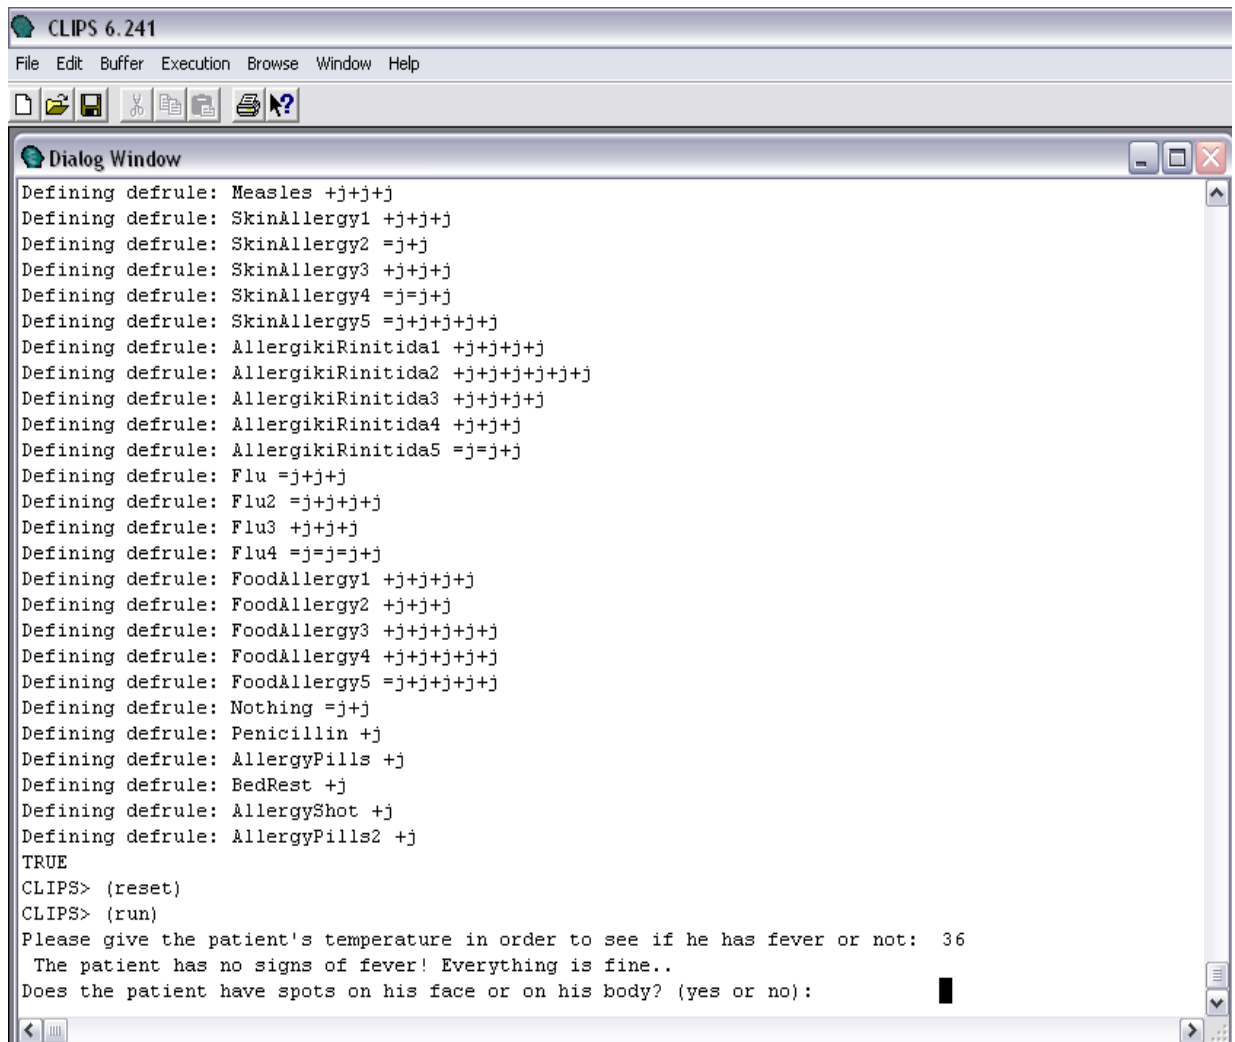 CLIPS 6.241
File Edit Buffer Execution Browse Window Help
Dialog Window
Defining defrule: Measles +j+j+j
Defining defrule: SkinAllergy1 +j+j+j
Defining defrule: SkinAllergy2 =j+j
Defining defrule: SkinAllergy3 +j+j+j
Defining defrule: SkinAllergy4 =j=j+j
Defining defrule: SkinAllergy5 =j+j+j+j+j
Defining defrule: AllergikiRinitida1 +j+j+j+j
Defining defrule: AllergikiRinitida2 +j+j+j+j+j+j
Defining defrule: AllergikiRinitida3 +j+j+j+j
Defining defrule: AllergikiRinitida4 +j+j+j
Defining defrule: AllergikiRinitida5 =j=j+j
Defining defrule: Flu =j+j+j
Defining defrule: Flu2 =j+j+j+j
Defining defrule: Flu3 +j+j+j
Defining defrule: Flu4 =j=j=j+j
Defining defrule: FoodAllergy1 +j+j+j+j
Defining defrule: FoodAllergy2 +j+j+j
Defining defrule: FoodAllergy3 +j+j+j+j+j
Defining defrule: FoodAllergy4 +j+j+j+j+j
Defining defrule: FoodAllergy5 =j+j+j+j+j
Defining defrule: Nothing =j+j
Defining defrule: Penicillin +j
Defining defrule: AllergyPills +j
Defining defrule: BedRest +j
Defining defrule: AllergyShot +j
Defining defrule: AllergyPills2 +j
TRUE
CLIPS> (reset)
CLIPS> (run)
Please give the patient's temperature in order to see if he has fever or not: 36
The patient has no signs of fever! Everything is fine..
Does the patient have spots on his face or on his body? (yes or no):